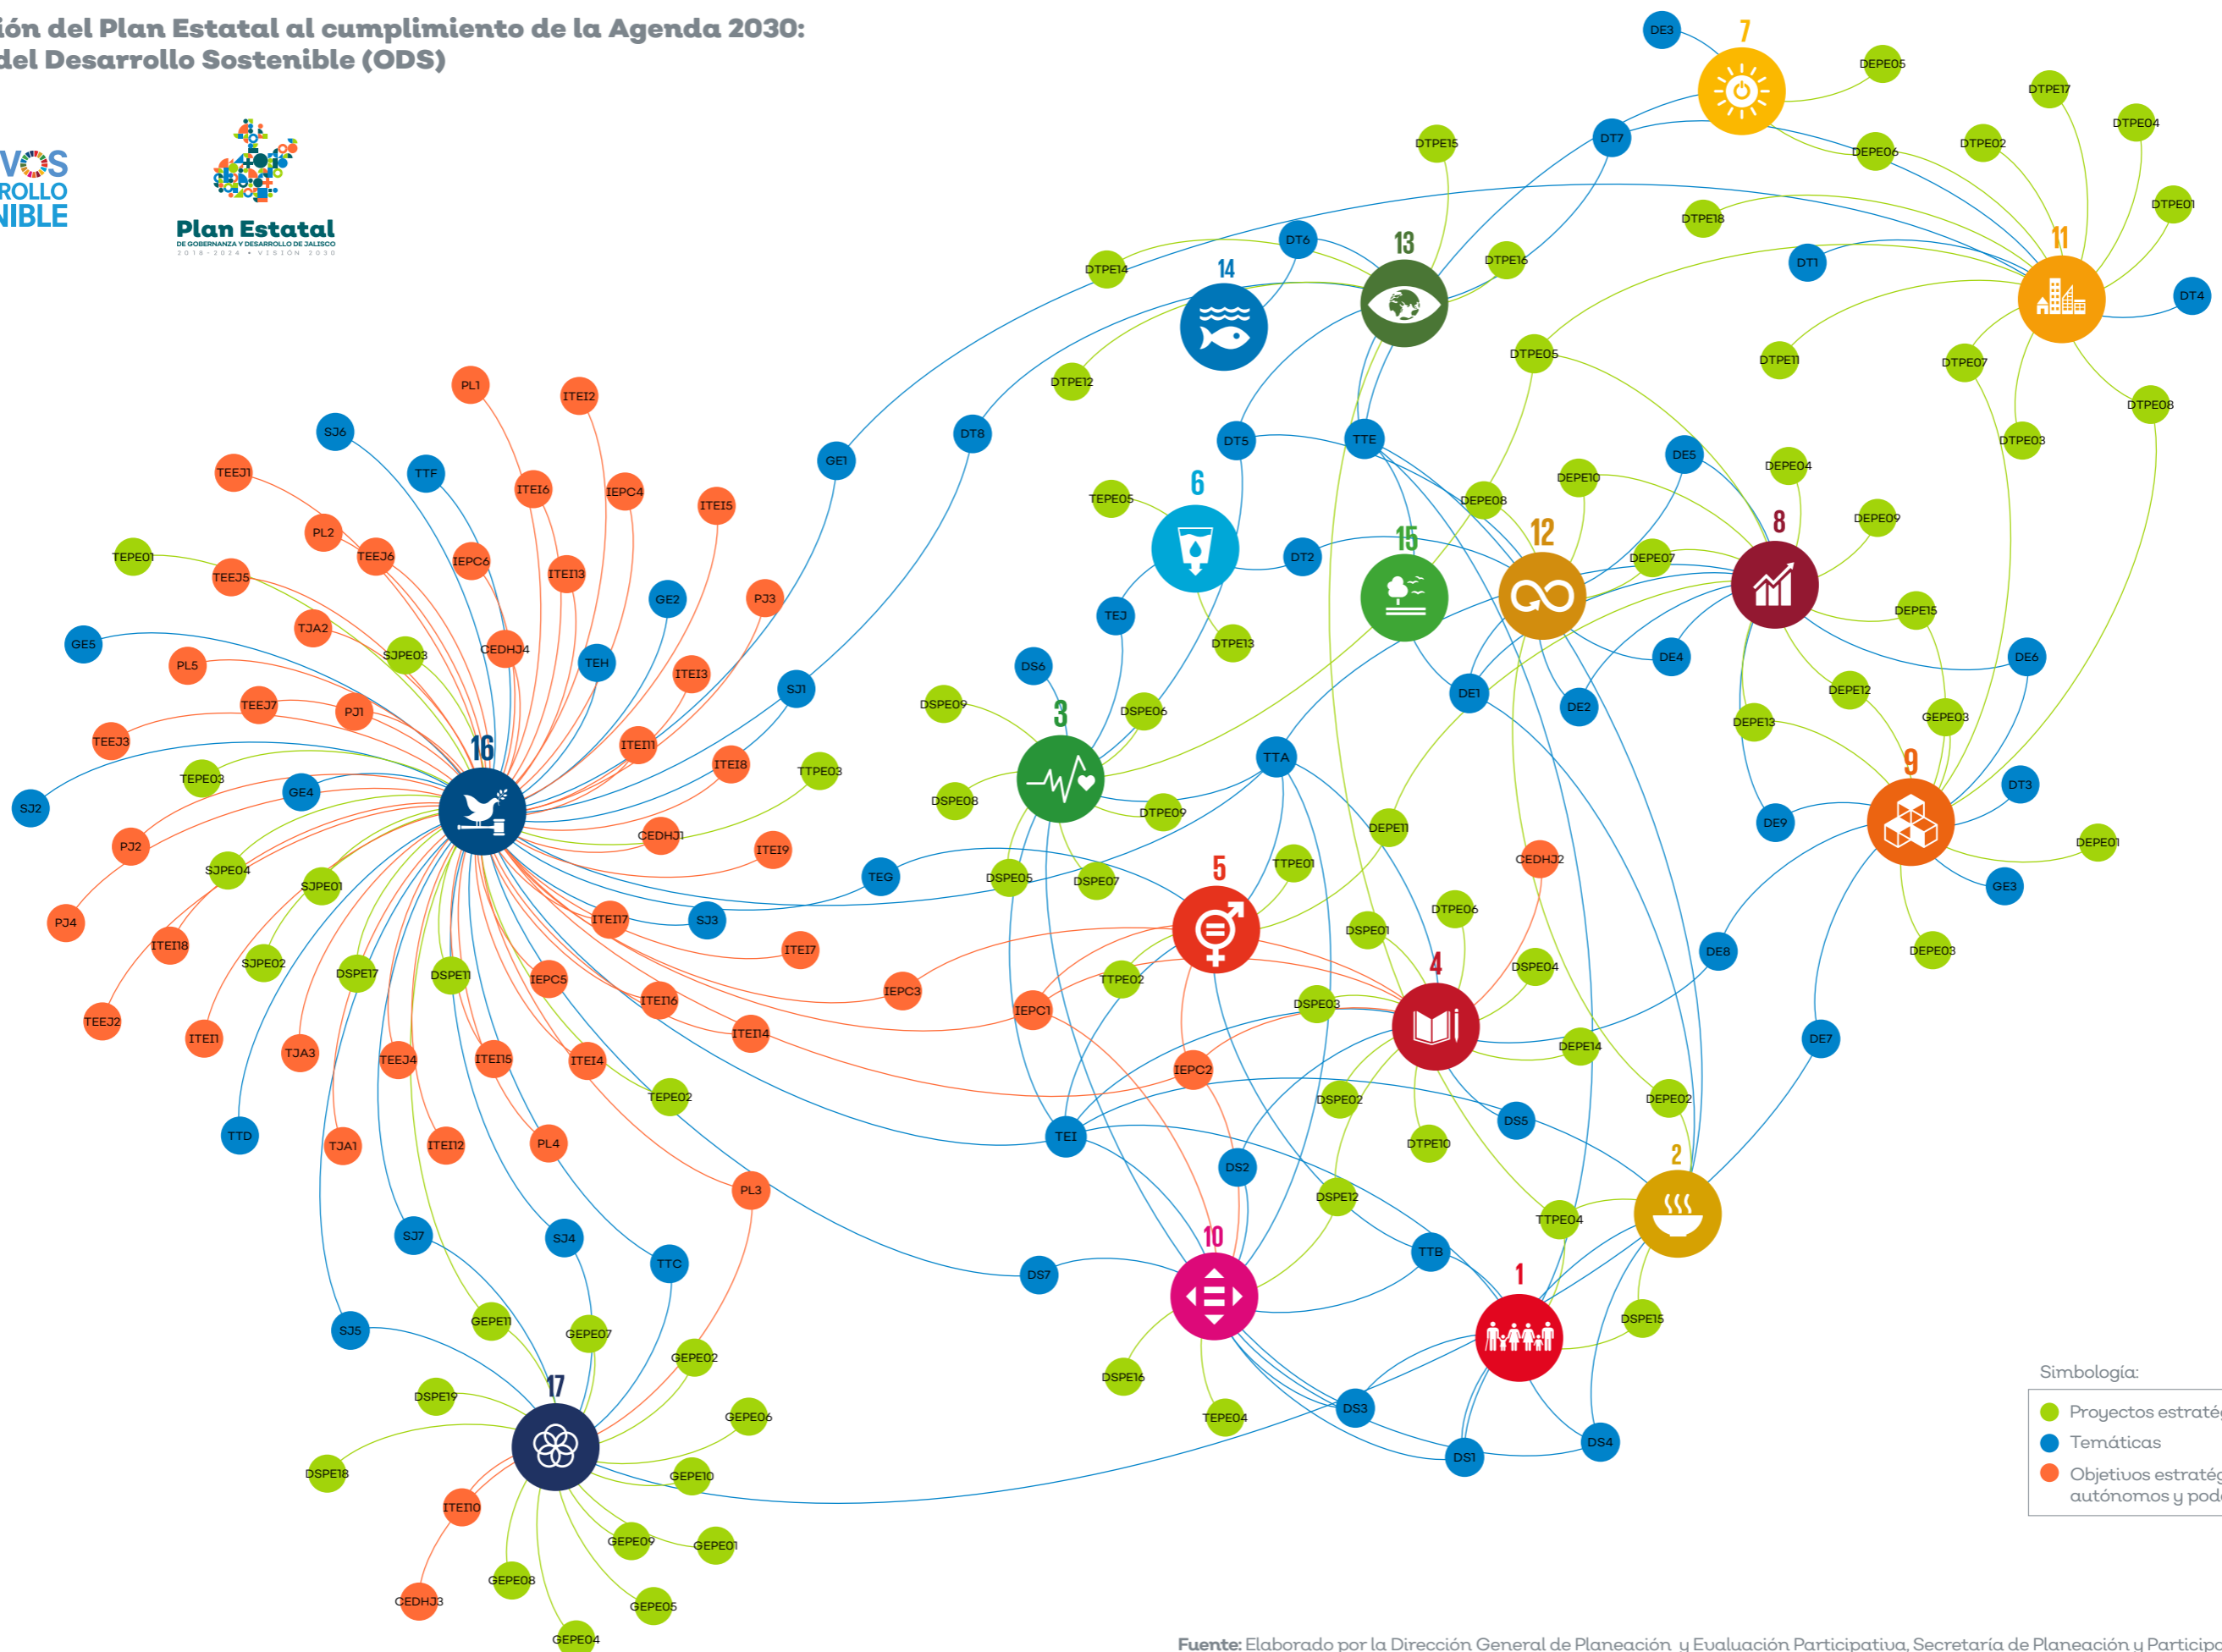 ión del Plan Estatal al cumplimiento de la Agenda 2030:
del Desarrollo Sostenible (ODS)
VOS
ROLLO
NIBLE
Plan Estatal
DE GOBERNANZA Y DESARROLLO DE JALISCO
2018-2024 • VISIÓN 2030
DE3
7
DEPE05
DTPE17
DTPE04
DT7
DTPE15
DEPE06
DTPE02
DTPE01
DTPE18
11
DT6
13
DTPE16
DT1
14
DTPE14
DT4
DTPE05
DTPE11
DTPE07
DTPE12
PL1
ITEI2
DTPE08
SJ6
DT8
DT5
TTE
DTPE03
GE1
DE5
TTF
TEEJ1
DEPE04
DEPE10
6
ITEI6
IEPC4
TEPE05
DEPE08
ITEI5
8
DEPE09
PL2
12
15
TEPE01
TEEJ6
IEPC6
DT2
DEPE07
TEEJ5
ITEI13
GE2
PJ3
TEJ
DEPE15
TJA2
GE5
DTPE13
CEDHJ4
SJPE03
DE4
DE6
PL5
TEH
DS6
ITEI3
SJ1
DE1
DEPE12
TEEJ7
PJ1
DSPE09
DSPE06
3
DE2
GEPE03
DEPE13
TEEJ3
16
ITEI11
TTA
9
ITEI8
TTPE03
TEPE03
DT3
GE4
SJ2
DSPE08
DTPE09
DE9
DEPE11
CEDHJ1
PJ2
DEPE01
ITEI9
CEDHJ2
TTPE01
5
SJPE04
SJPE01
TEG
DSPE05
DSPE07
GE3
DTPE06
PJ4
ITEI17
SJ3
DSPE01
ITEI18
ITEI7
DE8
DEPE03
SJPE02
4
DSPE04
DSPE17
DSPE11
IEPC5
TTPE02
IEPC3
ITEI16
DSPE03
IEPC1
TEEJ2
ITEI14
ITEI1
DE7
DEPE14
TJA3
TEEJ4
ITEI15
ITEI4
IEPC2
TEPE02
DSPE02
DEPE02
DS5
TTD
TEI
TJA1
ITEI12
PL4
DTPE10
2
DS2
PL3
DSPE12
TTPE04
SJ7
SJ4
10
TTB
TTC
DS7
1
GEPE11
DSPE15
SJ5
GEPE07
GEPE02
Simbología:
DSPE16
17
DSPE19
DS3
Proyectos estratég
GEPE06
TEPE04
DS4
Temáticas
DS1
DSPE18
GEPE10
Objetivos estratég
autónomos y pod
ITEI10
GEPE09
GEPE01
GEPE08
CEDHJ3
GEPE05
GEPE04
Fuente: Elaborado por la Dirección General de Planeación y Evaluación Participativa, Secretaría de Planeación y Participa